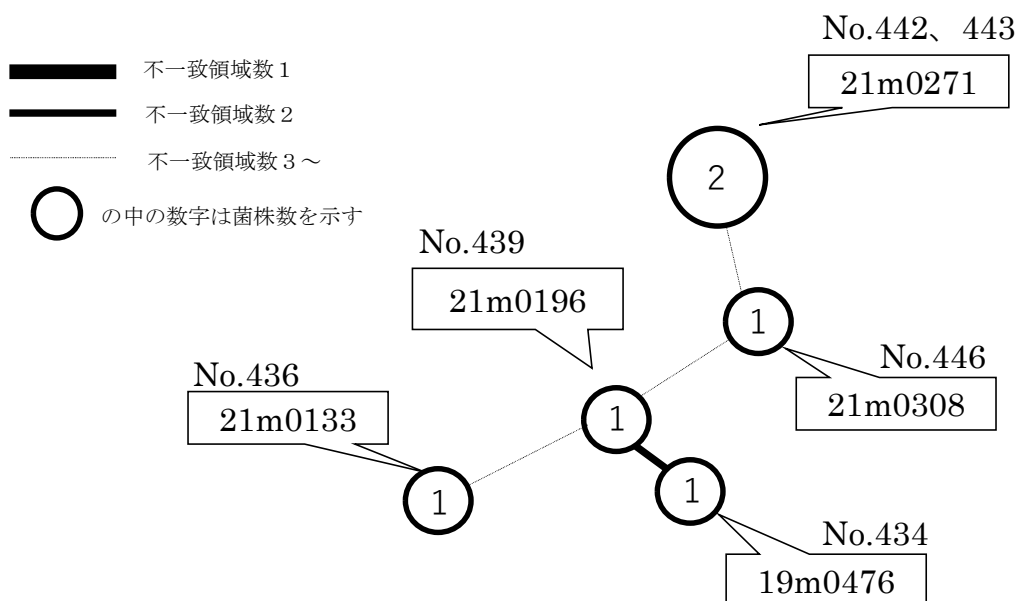 不一致領域数1
不一致領域数2
不一致領域数3～
の中の数字は菌株数を示す
No.442、443
21m0271
2
No.439
21m0196
1
No.446
21m0308
No.436
21m0133
1
1
1
No.434
19m0476